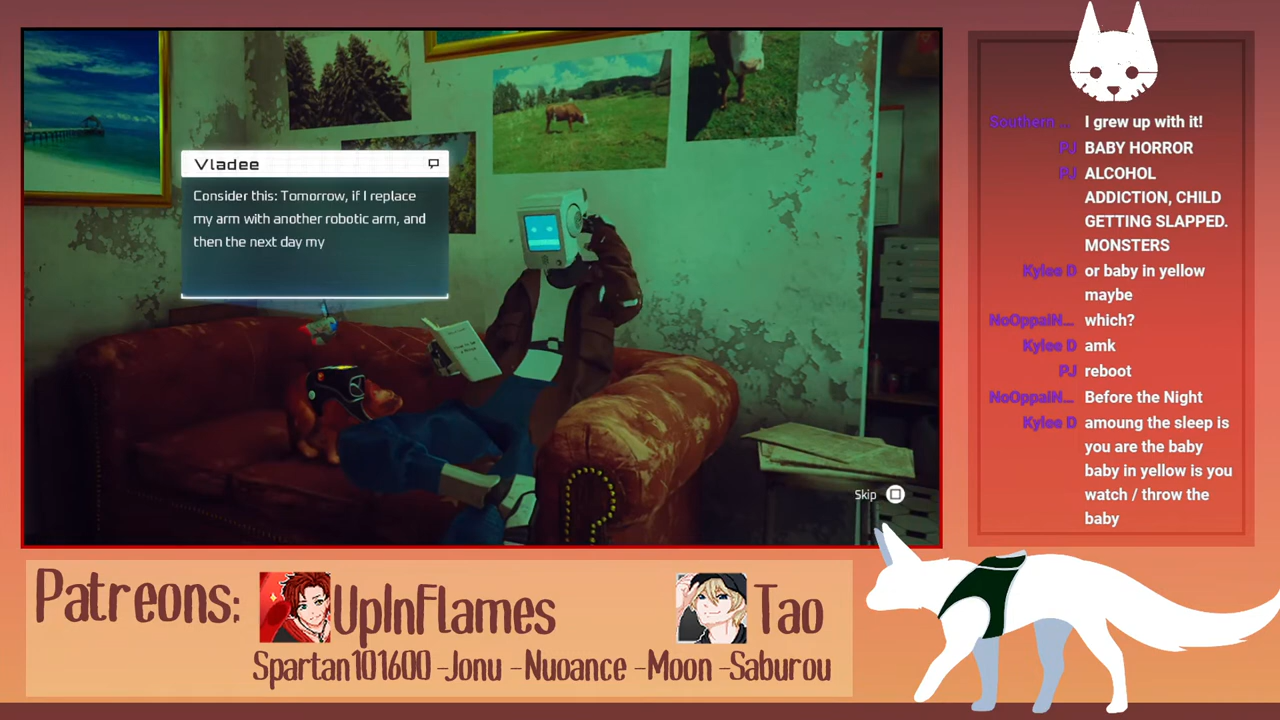 Vladee
Consider this: Tomorrow, if I replace
my arm with another robotic arm, and
then the next day my
Skip
Southern ... I grew up with it!
PJ BABY HORROR
PJ ALCOHOL
ADDICTION, CHILD
GETTING SLAPPED.
MONSTERS
Kylee D or baby in yellow
maybe
NoOppaiN... which?
Kylee D amk
PJ reboot
NoOppaiN... Before the Night
Kylee D amoung the sleep is
you are the baby
baby in yellow is you
watch / throw the
baby
Patreons: UpInFlames Tao
Spartan101600 -Jonu -Nuoance -Moon -Saburou